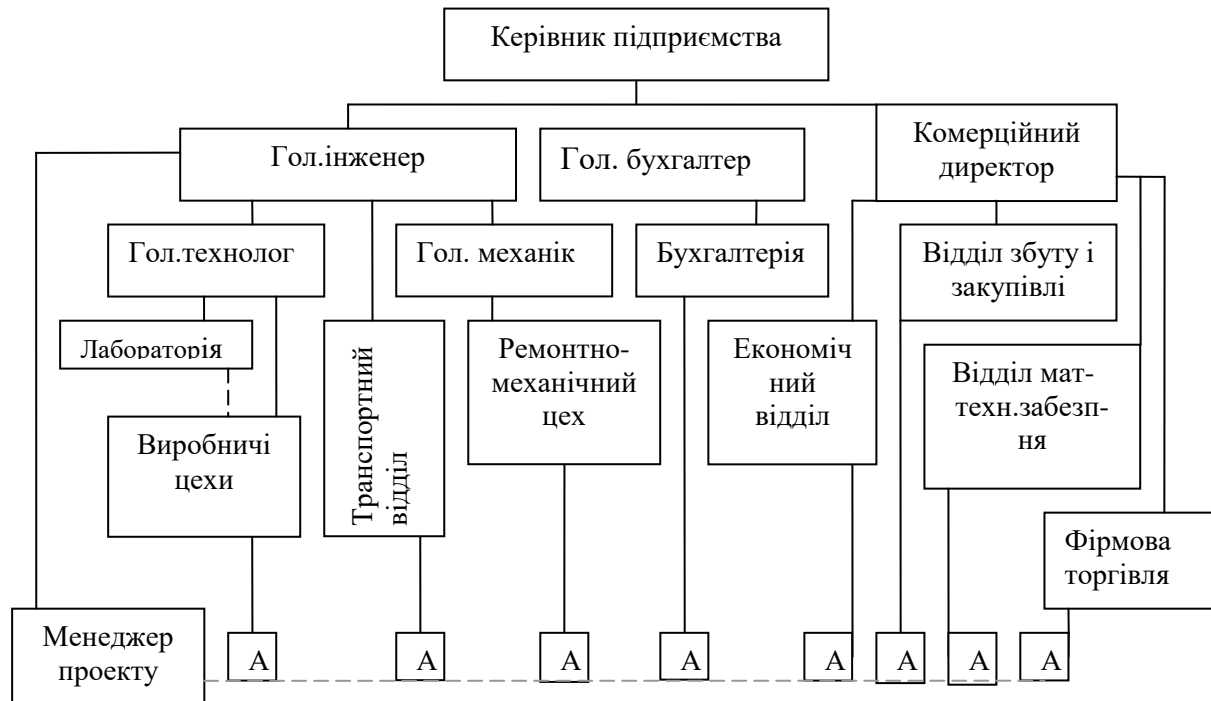 Керівник підприємства
Гол.інженер
Гол. бухгалтер
Комерційний
директор
Гол.технолог
Гол. механік
Бухгалтерія
Відділ збуту і
закупівлі
Лабораторія
Транспортний
відділ
Ремонтно-
механічний
цех
Економіч
ний
відділ
Відділ мат-
техн.забезп-
ня
Виробничі
цехи
Фірмова
торгівля
Менеджер
проекту
А
А
А
А
А
А
А
А